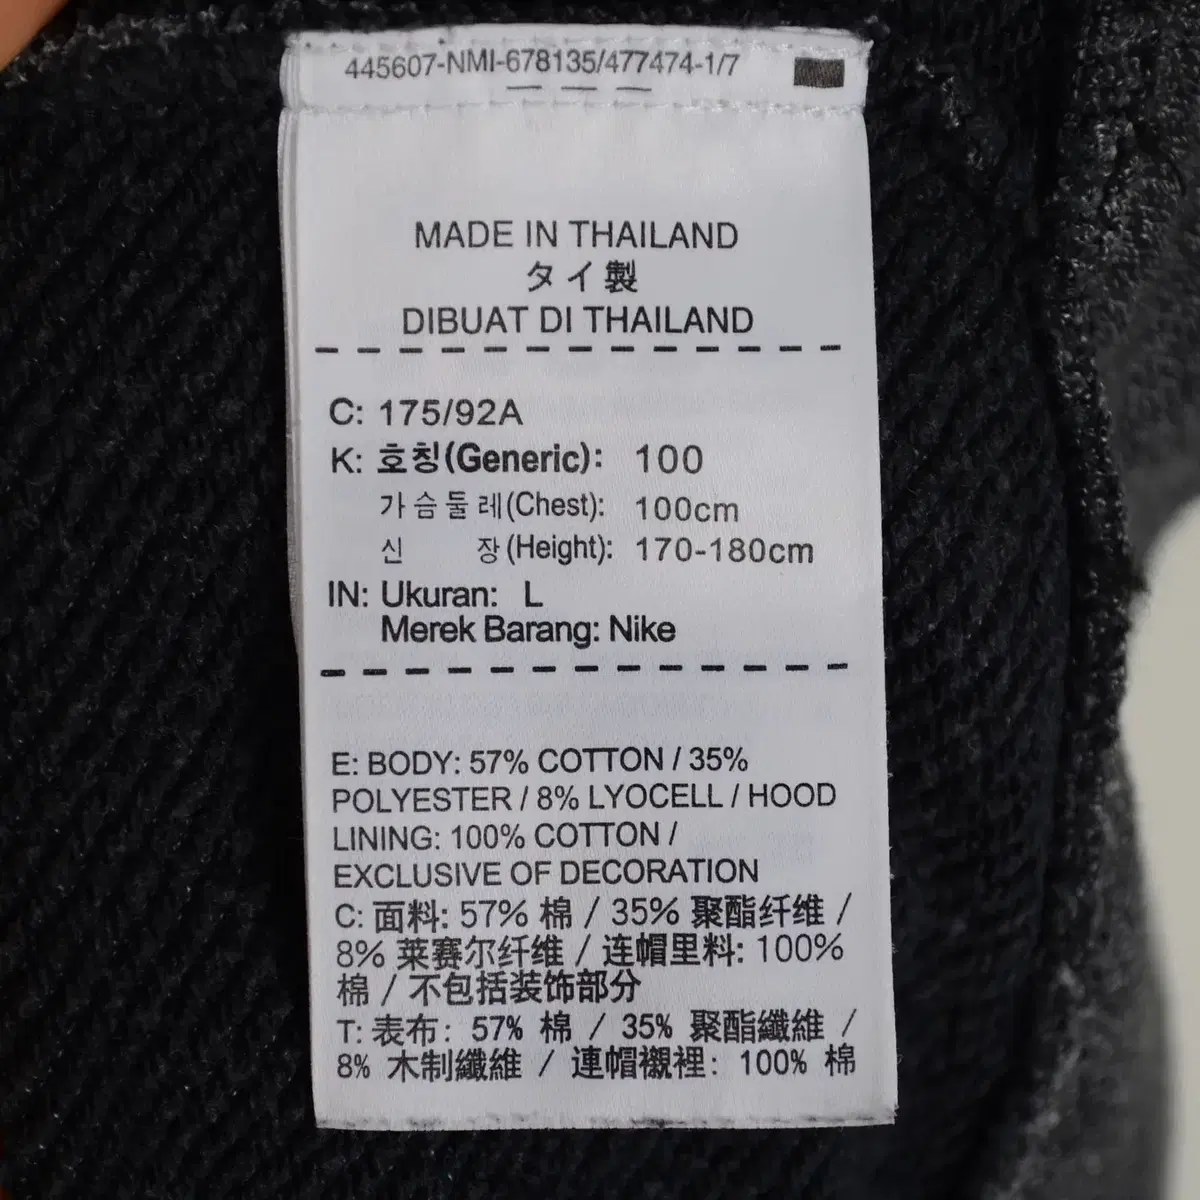 445607-NMI-678135/477474-1/7
MADE IN THAILAND
タイ製
DIBUAT DI THAILAND
C: 175/92A
K: 호칭(Generic): 100
가슴둘레(Chest): 100cm
신 장(Height): 170-180cm
IN: Ukuran: L
Merek Barang: Nike
E: BODY: 57% COTTON / 35%
POLYESTER / 8% LYOCELL / HOOD
LINING: 100% COTTON /
EXCLUSIVE OF DECORATION
C: 面料: 57% 棉 / 35% 聚酯纤维 /
8% 莱赛尔纤维 / 连帽里料: 100%
棉 / 不包括装饰部分
T: 表布: 57% 棉 / 35% 聚酯纖維 /
8% 木制纖維 / 連帽襯裡: 100% 棉